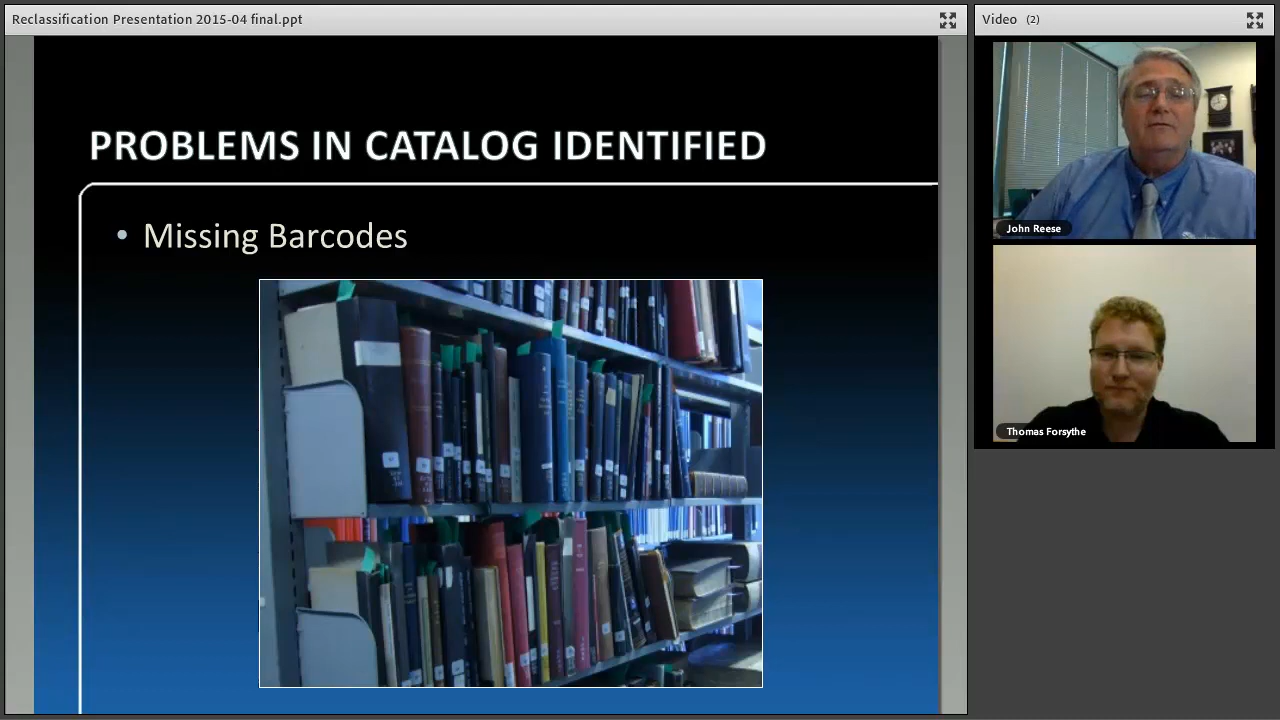 Reclassification Presentation 2015-04 final.ppt
PROBLEMS IN CATALOG IDENTIFIED
• Missing Barcodes
Video (2)
John Reese
Thomas Forsythe